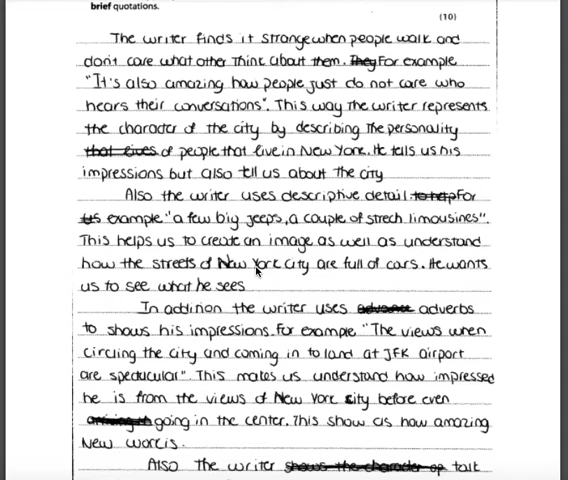 brief quotations.
(10)
The writer finds it strange when people walk and
don't care what other think about them. They For example
"It's also amazing how people just do not care who
hears their conversations". This way the writer represents
the character of the city by describing the personality
that lives of people that live in New York. He tells us his
impressions but also tell us about the city
Also the writer uses descriptive detail to help For
us example "a few big jeeps, a couple of strech limousines".
This helps us to create an image as well as understand
how the streets of New York city are full of cars. He wants
us to see what he sees
In addition the writer uses advance adverbs
to shows his impressions. For example "The views when
circling the city and coming in to land at JFK airport
are spectacular". This makes us understand how impressed
he is from the views of New York city before even
arriving th going in the center. This show us how amazing
New York is.
Also the writer shows the character of talk